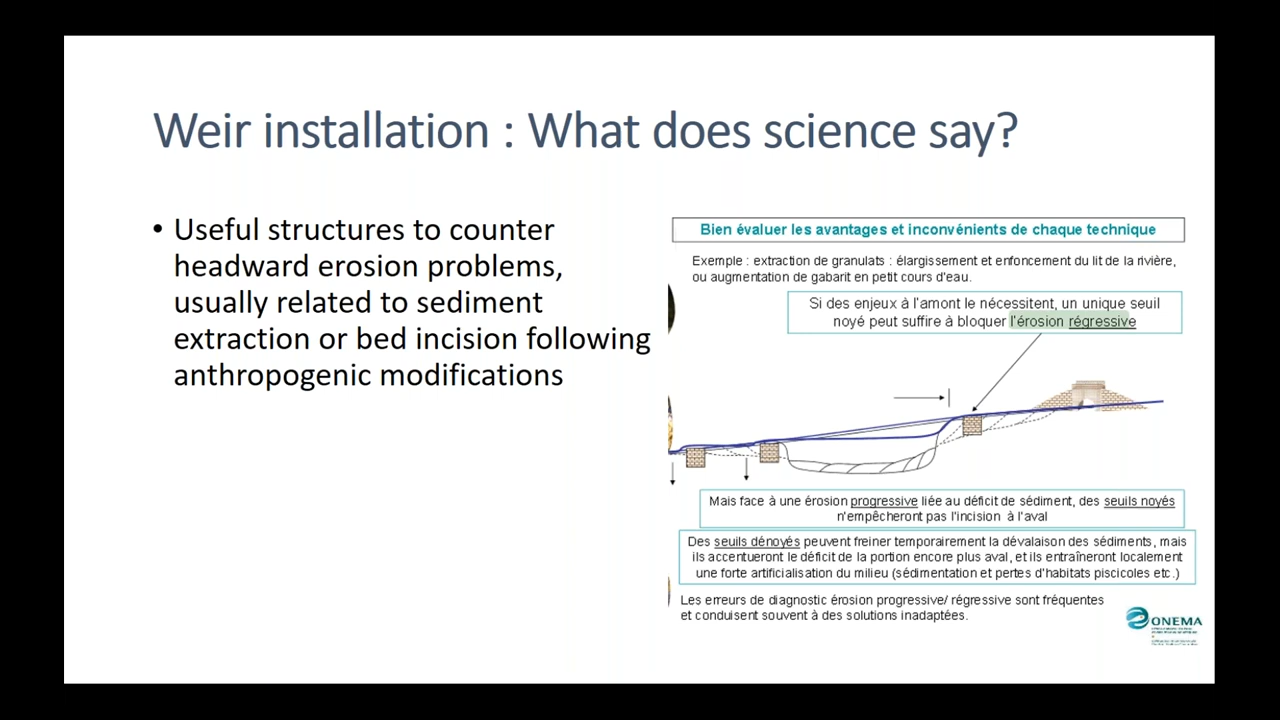 Weir installation : What does science say?
• Useful structures to counter
headward erosion problems,
usually related to sediment
extraction or bed incision following
anthropogenic modifications
Bien évaluer les avantages et inconvénients de chaque technique
Exemple : extraction de granulats : élargissement et enfoncement du lit de la rivière,
ou augmentation de gabarit en petit cours d'eau.
Si des enjeux à l'amont le nécessitent, un unique seuil
noyé peut suffire à bloquer l'érosion régressive
Mais face à une érosion progressive liée au déficit de sédiment, des seuils noyés
n'empêcheront pas l'incision à l'aval
Des seuils dénoyés peuvent freiner temporairement la dévalaison des sédiments, mais
ils accentueront le déficit de la portion encore plus aval, et ils entraîneront localement
une forte artificialisation du milieu (sédimentation et pertes d'habitats piscicoles etc.)
Les erreurs de diagnostic érosion progressive/ régressive sont fréquentes
et conduisent souvent à des solutions inadaptées.
ONEMA